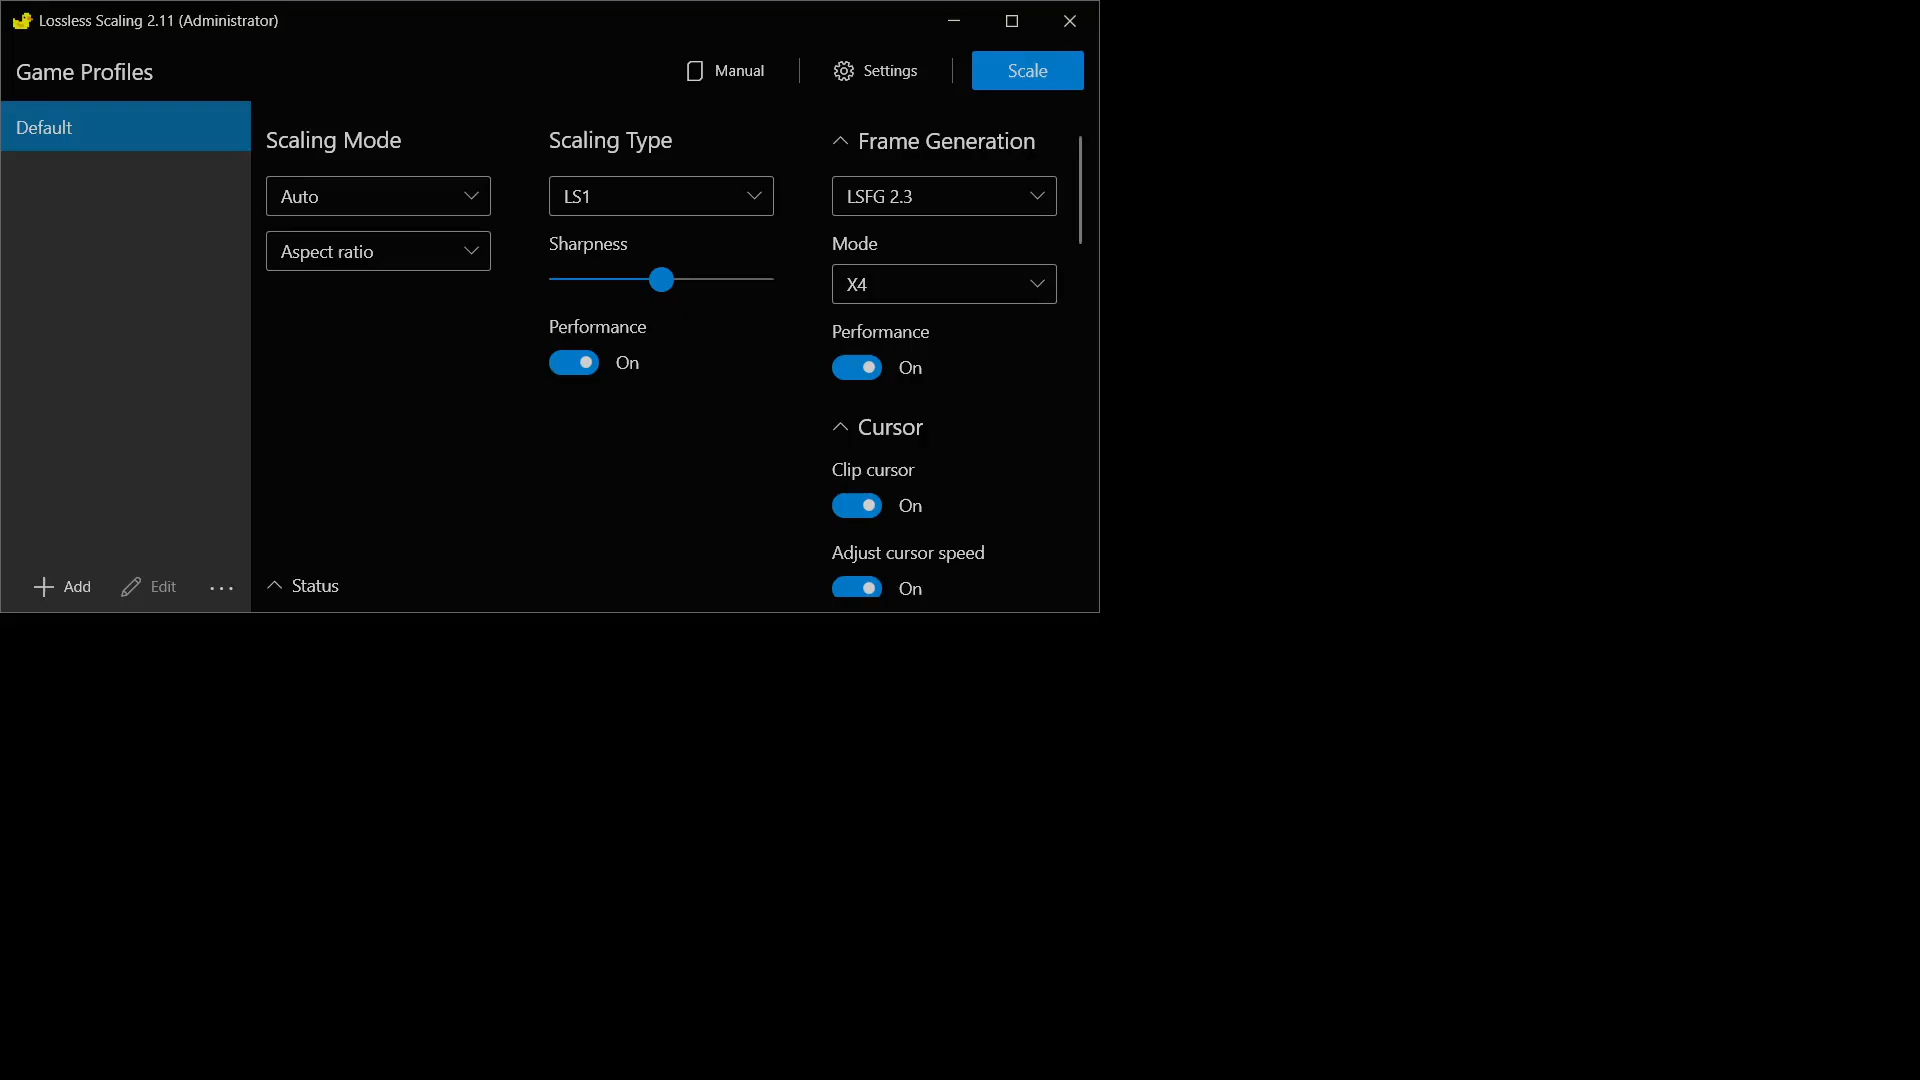 Lossless Scaling 2.11 (Administrator)
Game Profiles
Manual
Settings
Scale
Default
Scaling Mode
Auto
Aspect ratio
Scaling Type
LS1
Sharpness
Performance
On
Frame Generation
LSFG 2.3
Mode
X4
Performance
On
Cursor
Clip cursor
On
Adjust cursor speed
On
Add
Edit
Status